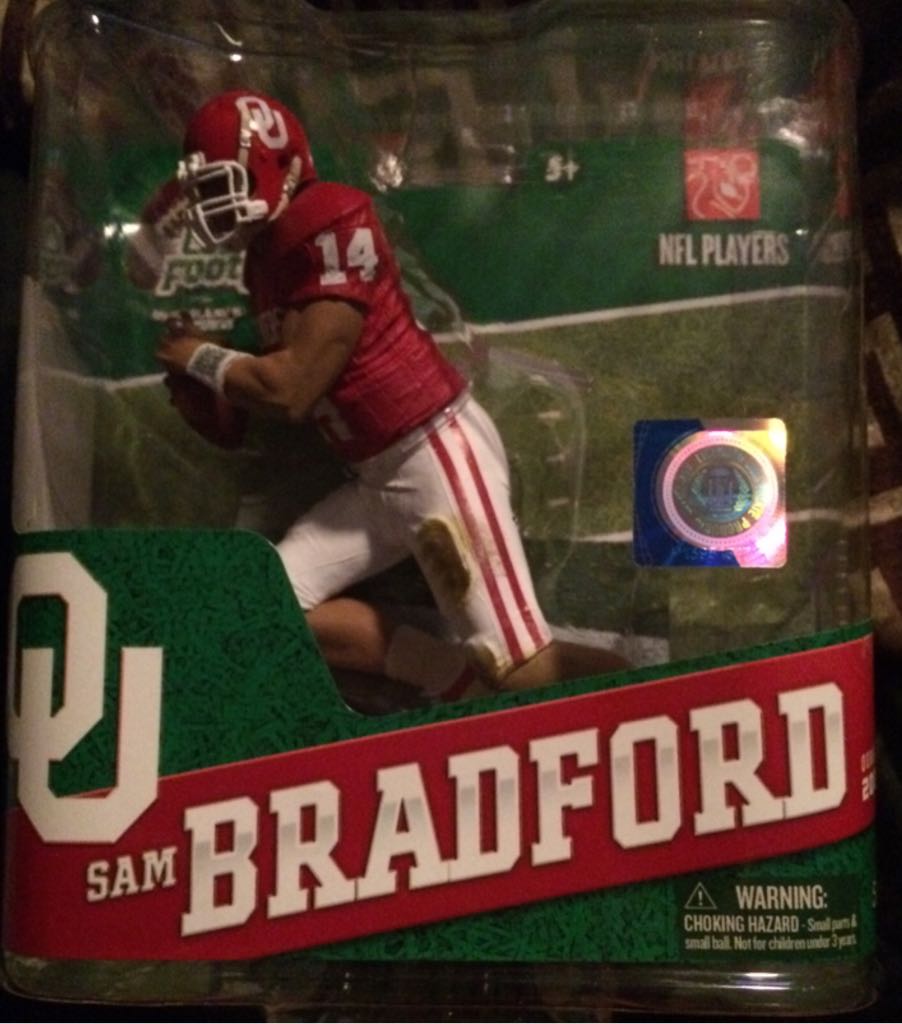 OU
5+
14
NFL PLAYERS
FOOT
OU
SAM BRADFORD
WARNING:
CHOKING HAZARD - Small parts &
small ball. Not for children under 3 years.